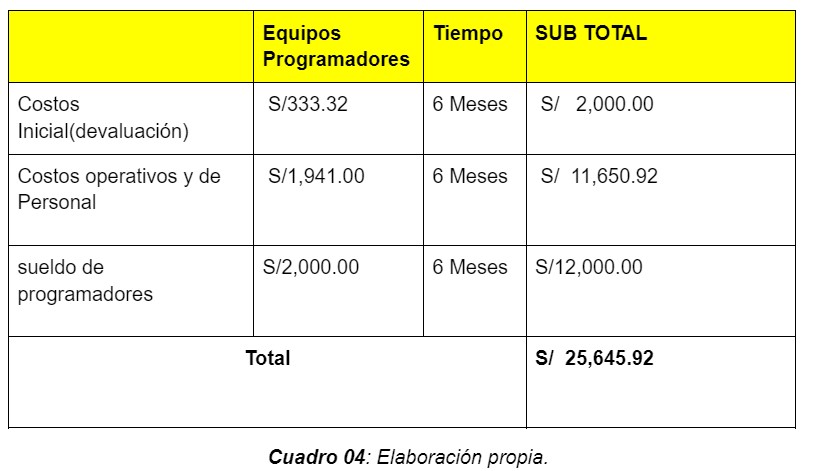 Equipos Programadores Tiempo SUB TOTAL
Costos Inicial(devaluación) S/333.32 6 Meses S/ 2,000.00
Costos operativos y de Personal S/1,941.00 6 Meses S/ 11,650.92
sueldo de programadores S/2,000.00 6 Meses S/12,000.00
Total S/ 25,645.92
Cuadro 04: Elaboración propia.